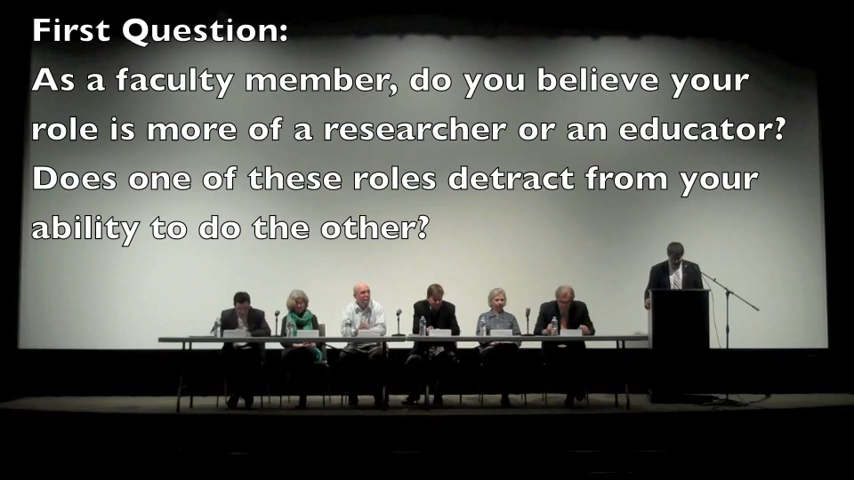 First Question:
As a faculty member, do you believe your
role is more of a researcher or an educator?
Does one of these roles detract from your
ability to do the other?